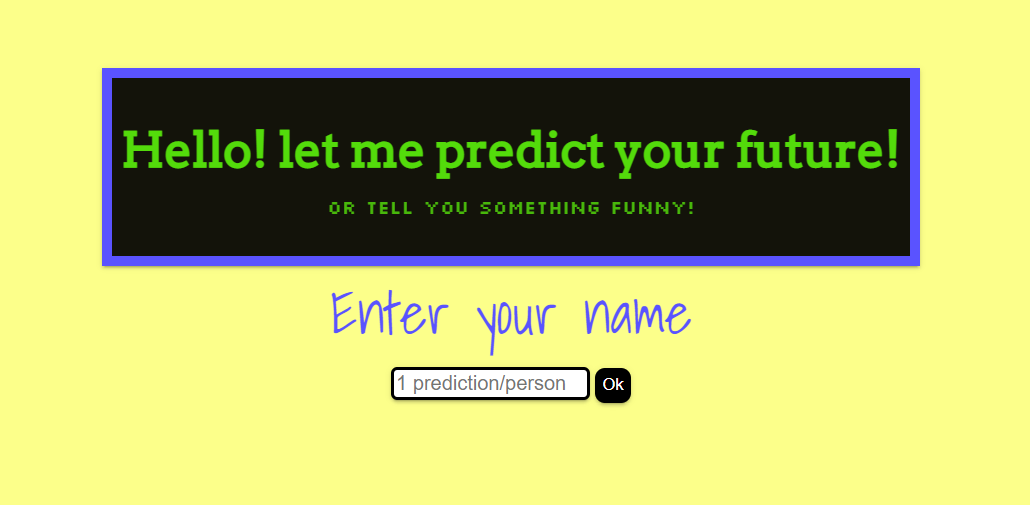 Hello! let me predict your future!
OR TELL YOU SOMETHING FUNNY!
Enter your name
1 prediction/person Ok